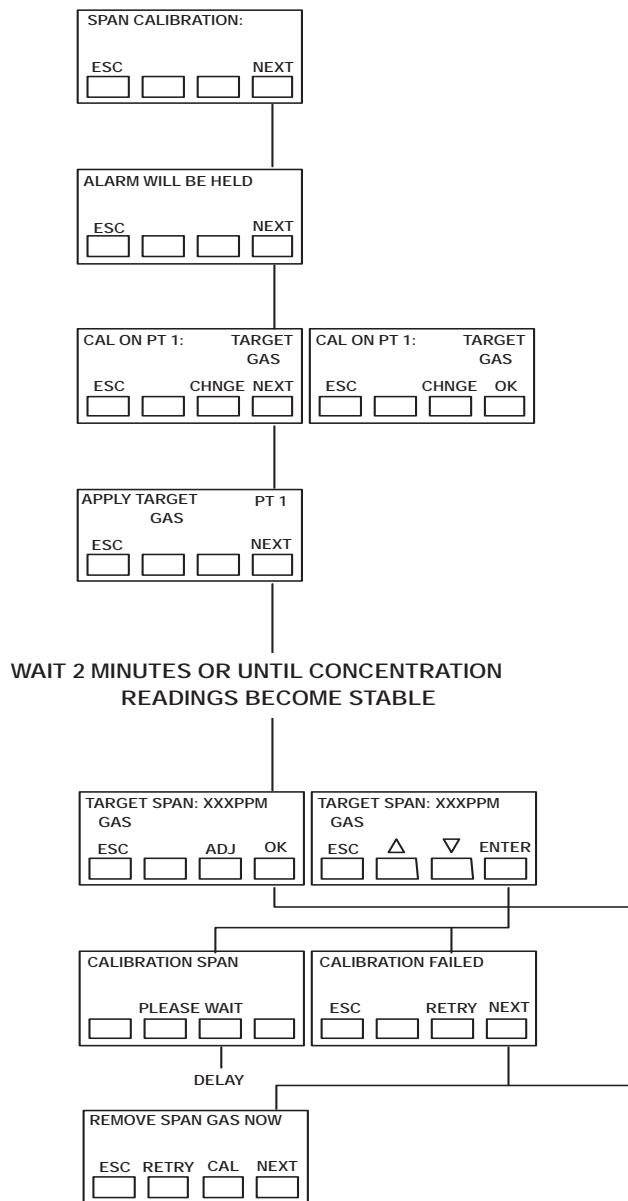 SPAN CALIBRATION:
ESC NEXT
ALARM WILL BE HELD
ESC NEXT
CAL ON PT 1: TARGET
GAS
ESC CHNGE NEXT
CAL ON PT 1: TARGET
GAS
ESC CHNGE OK
APPLY TARGET PT 1
GAS
ESC NEXT
WAIT 2 MINUTES OR UNTIL CONCENTRATION
READINGS BECOME STABLE
TARGET SPAN: XXXPPM
GAS
ESC ADJ OK
TARGET SPAN: XXXPPM
GAS
ESC △ ▽ ENTER
CALIBRATION SPAN
PLEASE WAIT
CALIBRATION FAILED
ESC RETRY NEXT
DELAY
REMOVE SPAN GAS NOW
ESC RETRY CAL NEXT